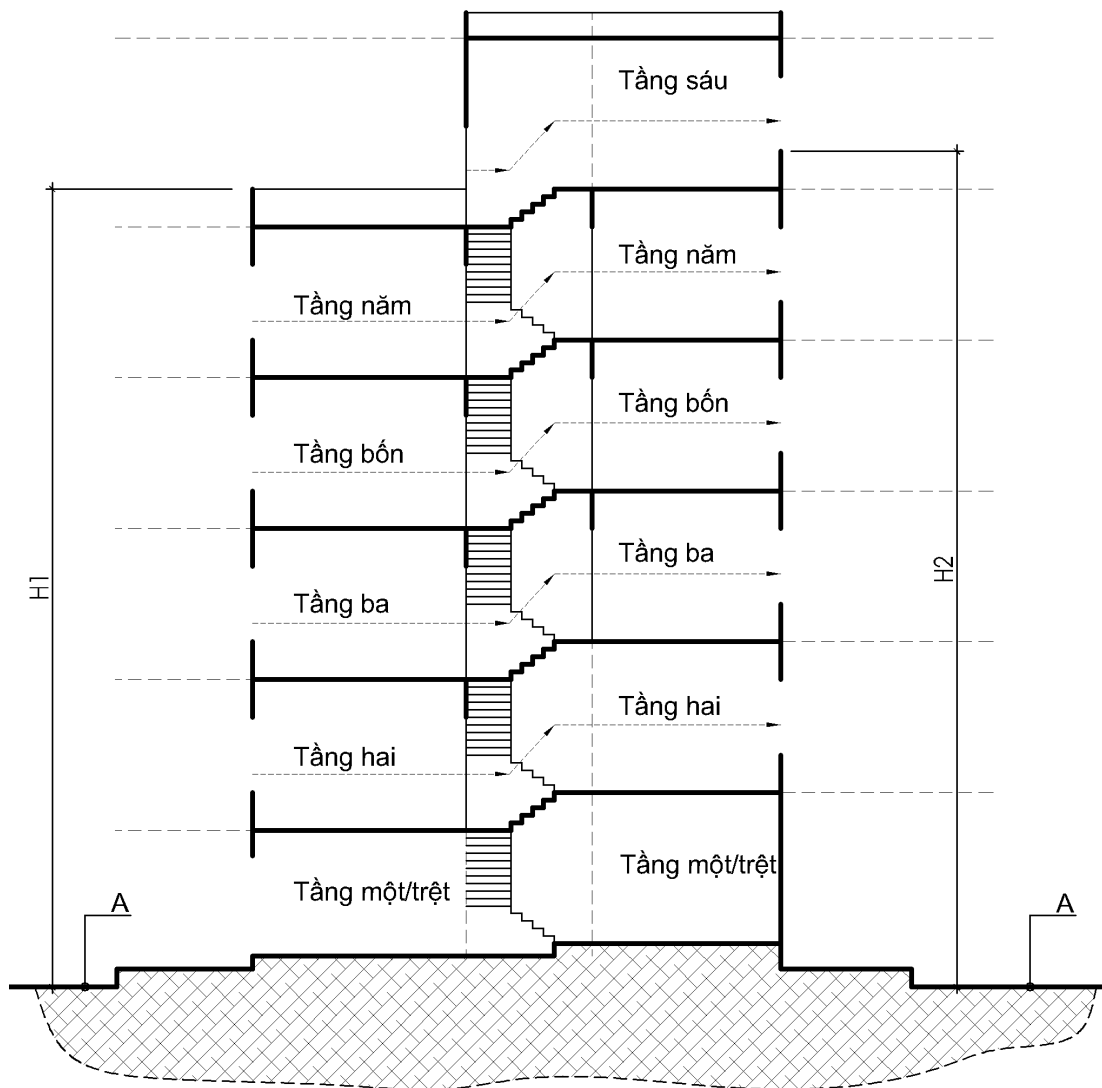 Tầng sáu
Tầng năm
Tầng năm
Tầng bốn
Tầng bốn
H1
H2
Tầng ba
Tầng ba
Tầng hai
Tầng hai
Tầng một/trệt
Tầng một/trệt
A
A